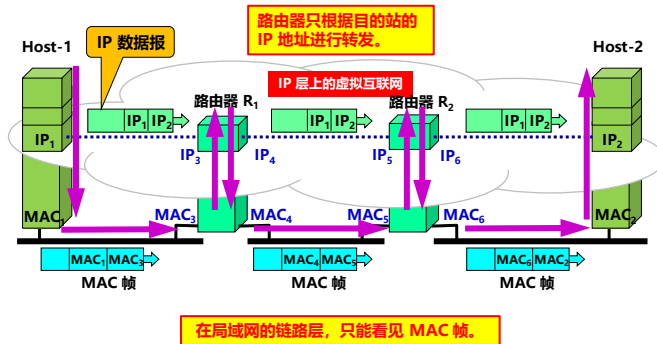 路由器只根据目的站的
IP 地址进行转发。
Host-1
IP 数据报
Host-2
IP 层上的虚拟互联网
路由器 R₁
路由器 R₂
IP₁ IP₂
IP₁ IP₂
IP₁ IP₂
IP₁
IP₃
IP₄
IP₅
IP₆
IP₂
MAC₁
MAC₃
MAC₄
MAC₅
MAC₆
MAC₂
MAC₁ MAC₃
MAC₄ MAC₅
MAC₆ MAC₂
MAC 帧
MAC 帧
MAC 帧
在局域网的链路层，只能看见 MAC 帧。